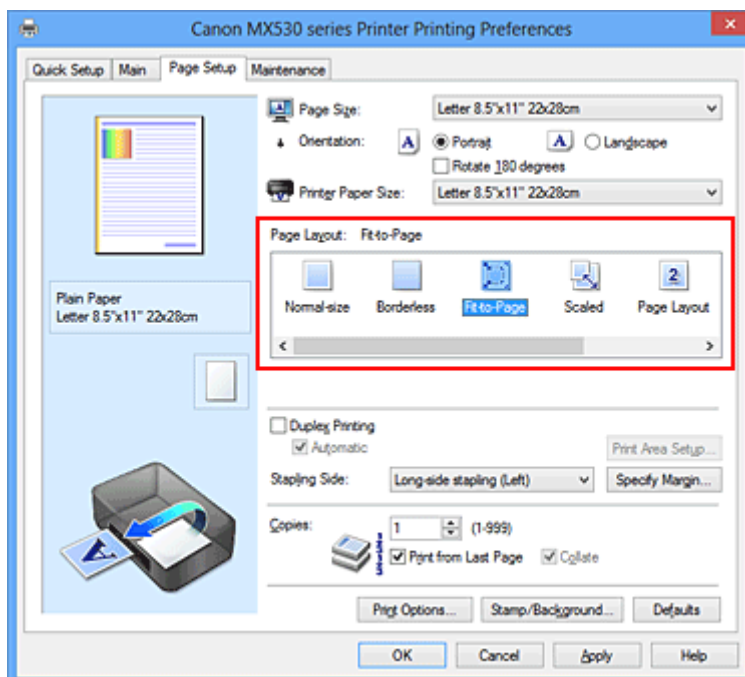 Canon MX530 series Printer Printing Preferences
Quick Setup Main Page Setup Maintenance
Page Size: Letter 8.5"x11" 22x28cm
Orientation: A Portrait A Landscape
Rotate 180 degrees
Printer Paper Size: Letter 8.5"x11" 22x28cm
Page Layout: Fit-to-Page
2
Normal-size Borderless Fit-to-Page Scaled Page Layout
Plain Paper
Letter 8.5"x11" 22x28cm
Duplex Printing
Automatic
Print Area Setup...
Stapling Side: Long-side stapling (Left) Specify Margin...
Copies: 1 (1-999)
Print from Last Page Collate
A
Print Options... Stamp/Background... Defaults
OK Cancel Apply Help